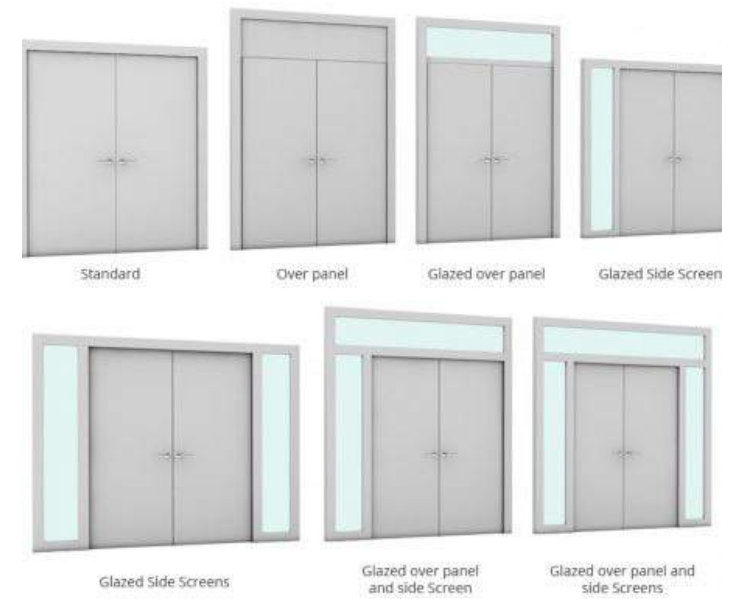 Standard
Over panel
Glazed over panel
Glazed Side Screen
Glazed Side Screens
Glazed over panel
and side Screen
Glazed over panel and
side Screens